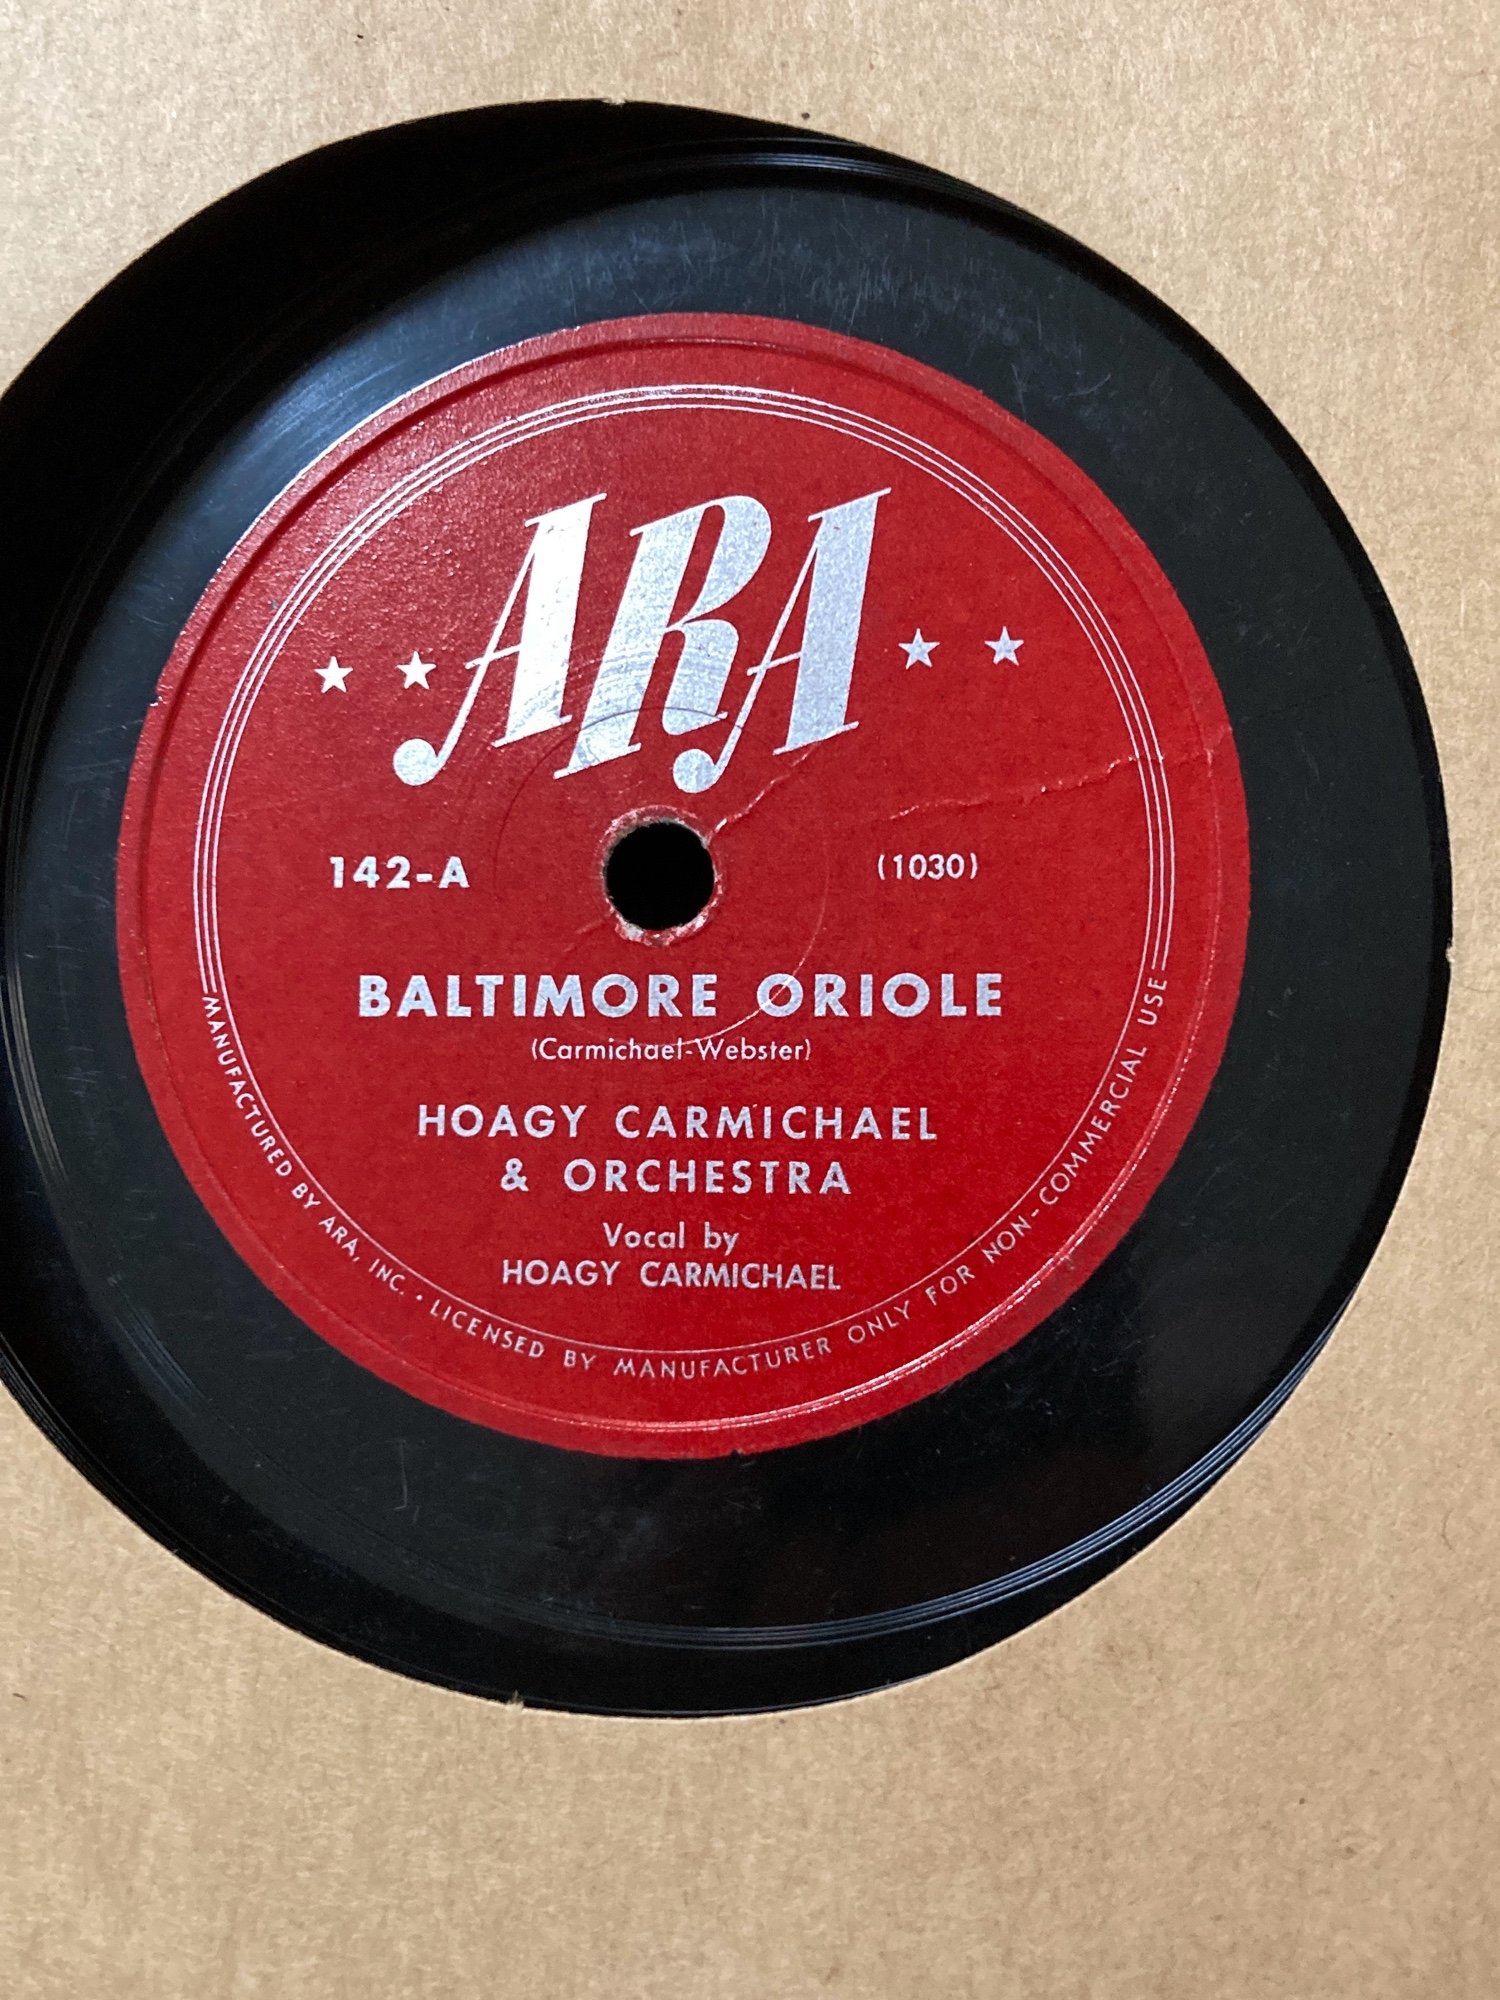 ARA
142-A
(1030)
BALTIMORE ORIOLE
(Carmichael-Webster)
HOAGY CARMICHAEL
& ORCHESTRA
Vocal by
HOAGY CARMICHAEL
MANUFACTURED BY ARA, INC. • LICENSED BY MANUFACTURER ONLY FOR NON-COMMERCIAL USE